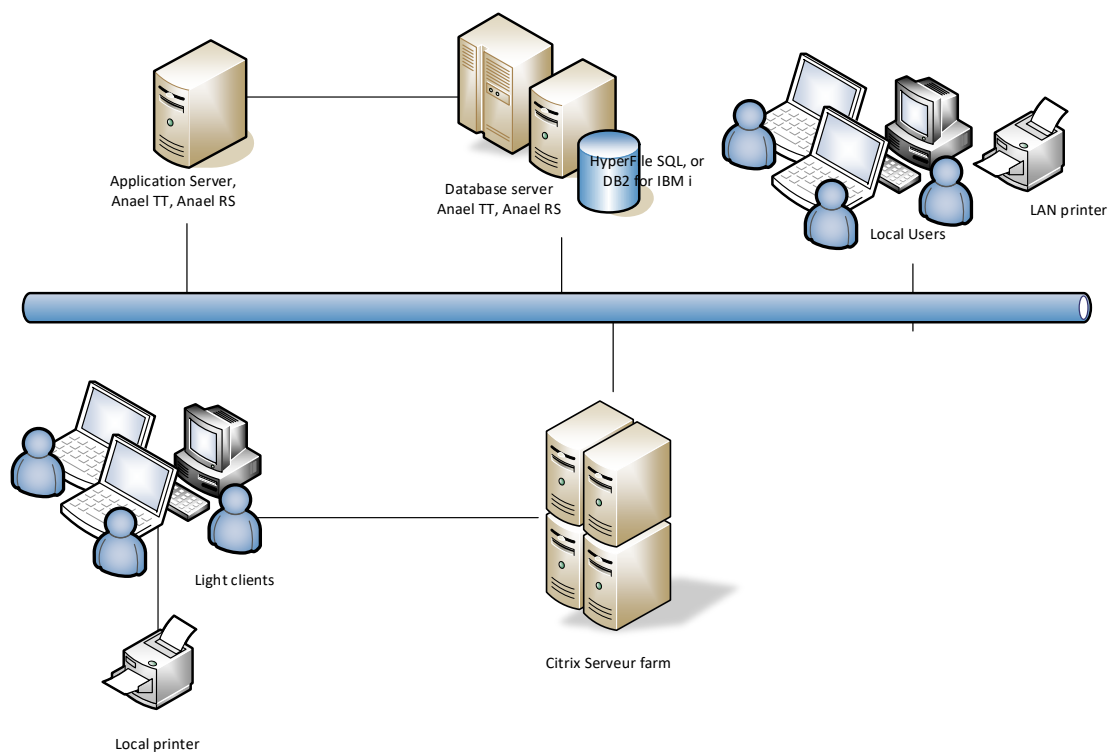 Application Server,
Anael TT, Anael RS
HyperFile SQL, or
DB2 for IBM i
Database server
Anael TT, Anael RS
LAN printer
Local Users
Light clients
Citrix Serveur farm
Local printer